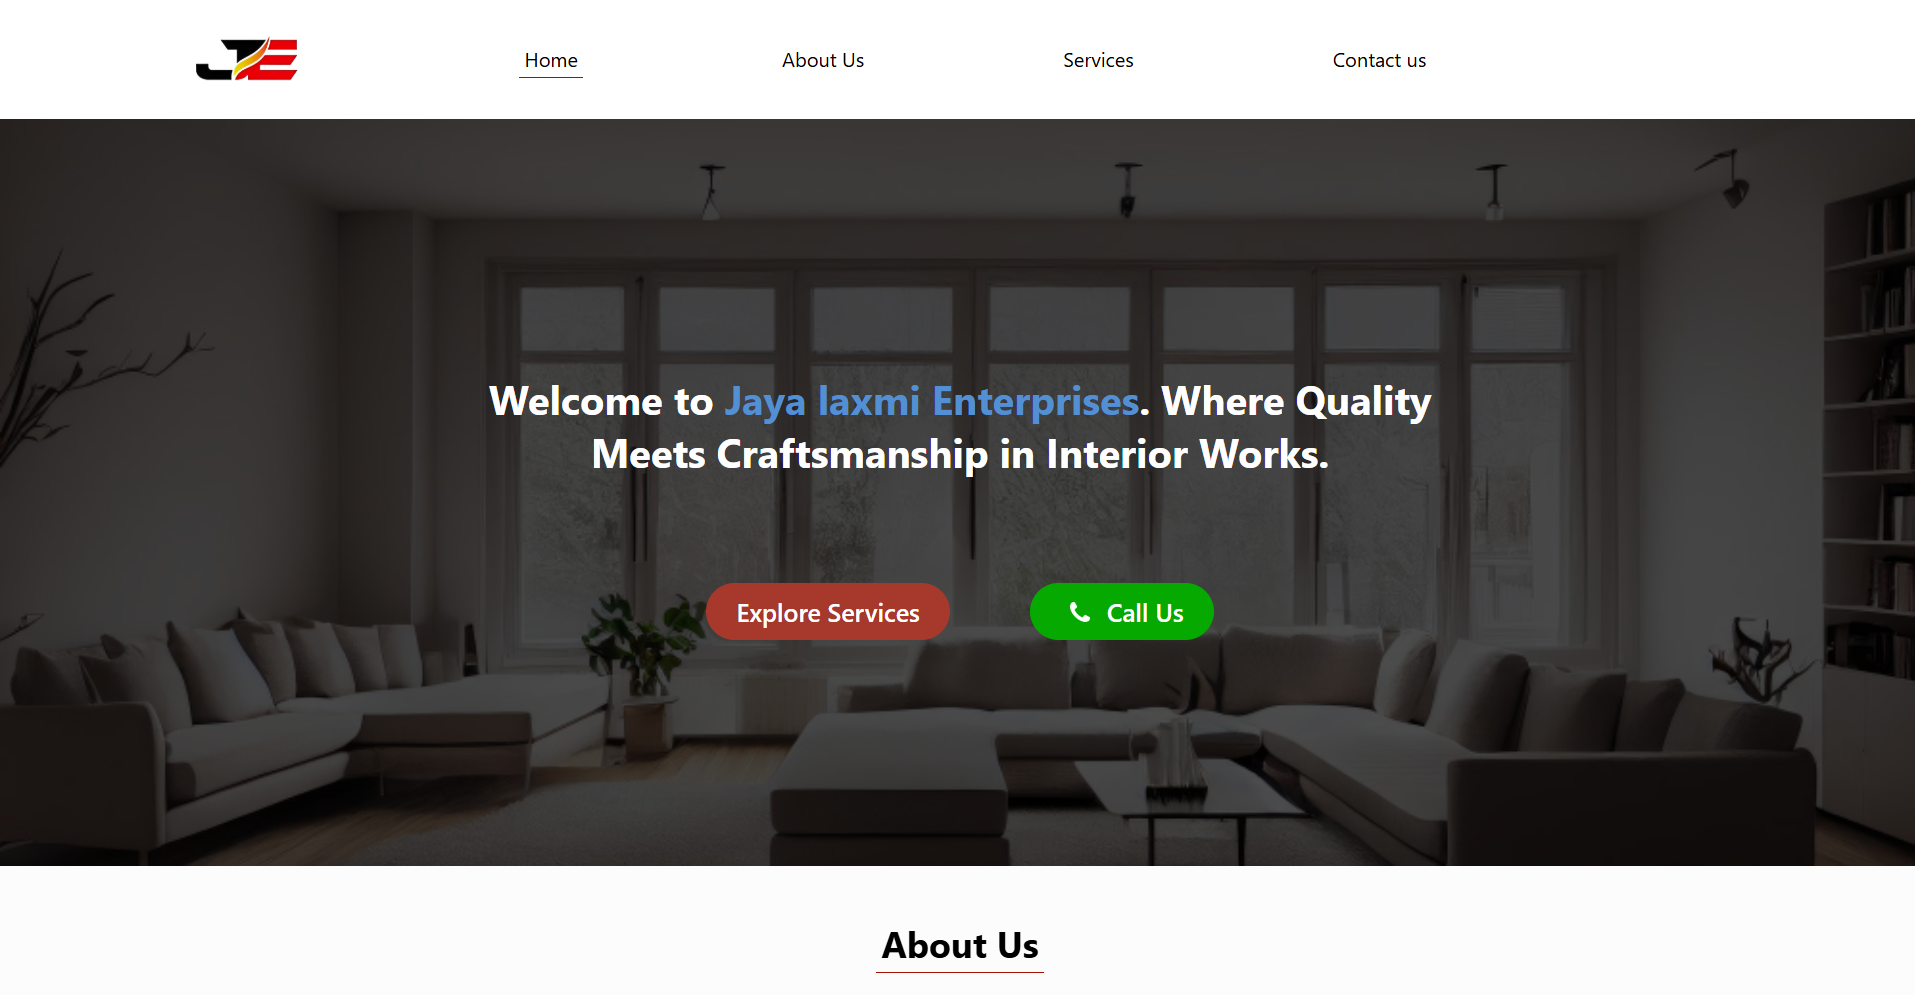 JE
Home
About Us
Services
Contact us
Welcome to Jaya laxmi Enterprises. Where Quality
Meets Craftsmanship in Interior Works.
Explore Services
Call Us
About Us